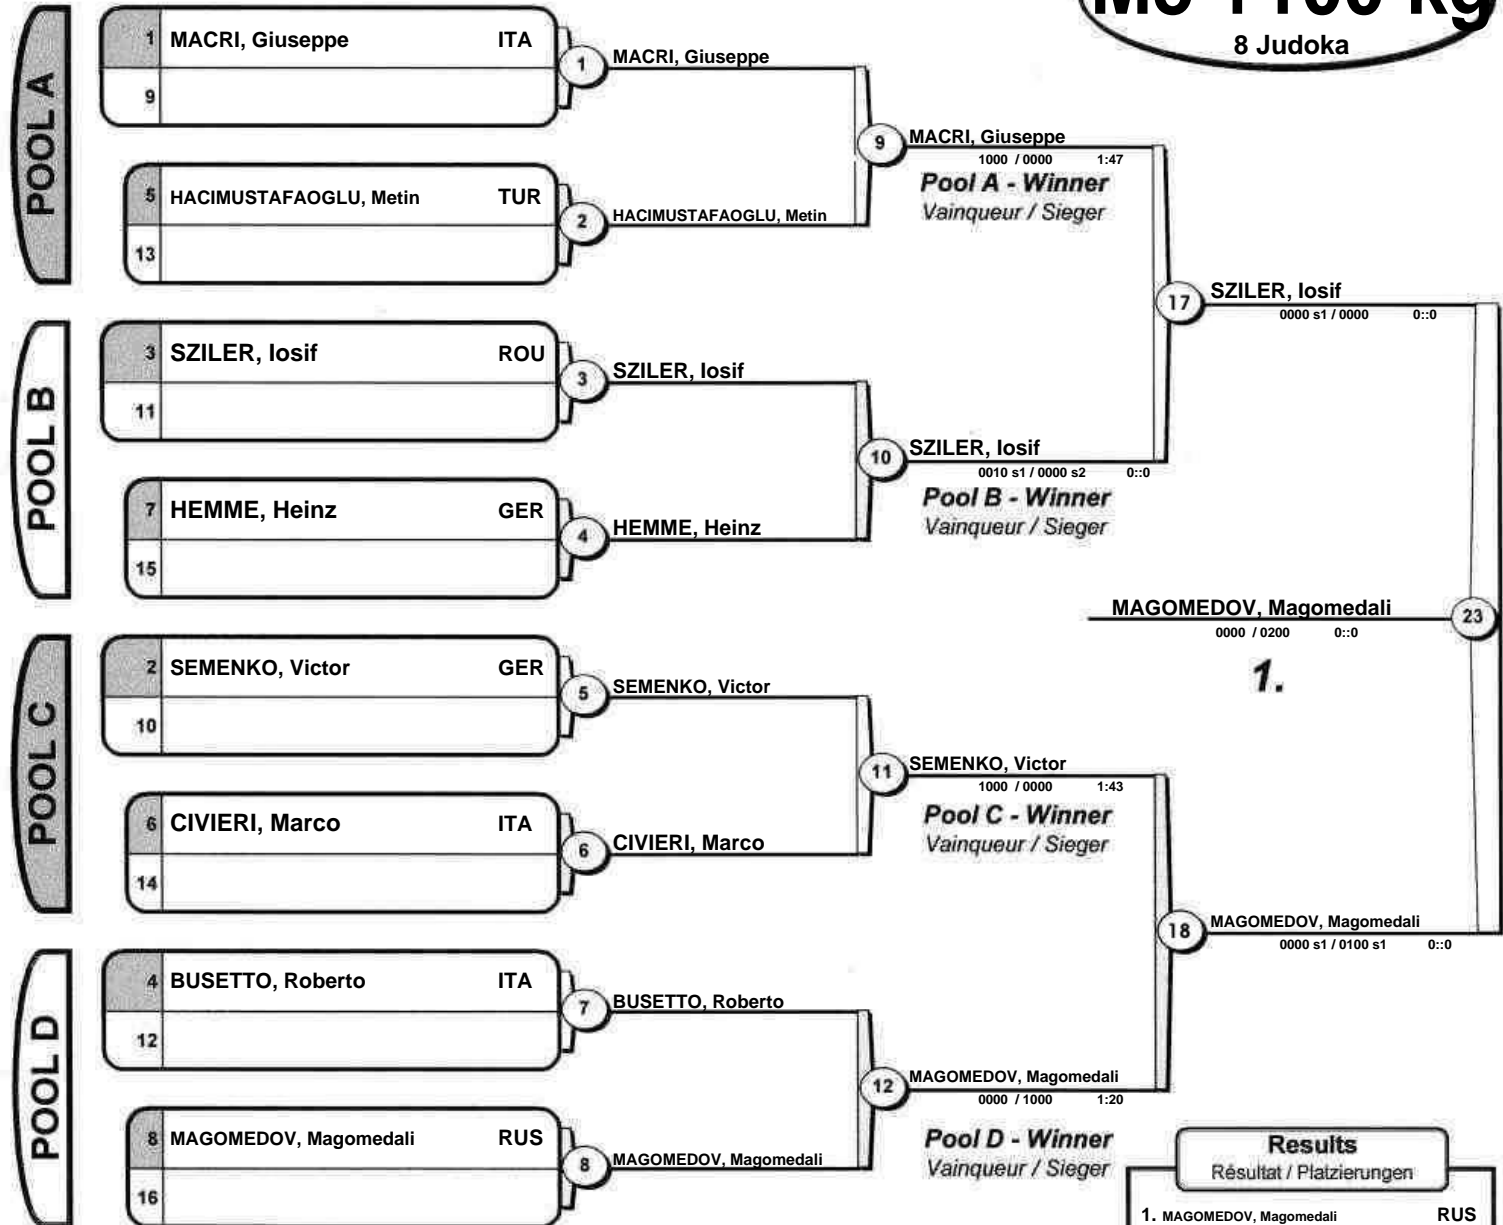 8 Judoka
POOL A
1 MACRI, Giuseppe ITA
9
5 HACIMUSTAFAOGLU, Metin TUR
13
1 MACRI, Giuseppe
2 HACIMUSTAFAOGLU, Metin
9 MACRI, Giuseppe
1000 / 0000 1:47
Pool A - Winner
Vainqueur / Sieger
POOL B
3 SZILER, Iosif ROU
11
7 HEMME, Heinz GER
15
3 SZILER, Iosif
4 HEMME, Heinz
10 SZILER, Iosif
0010 s1 / 0000 s2 0::0
Pool B - Winner
Vainqueur / Sieger
17 SZILER, Iosif
0000 s1 / 0000 0::0
POOL C
2 SEMENKO, Victor GER
10
6 CIVIERI, Marco ITA
14
5 SEMENKO, Victor
6 CIVIERI, Marco
11 SEMENKO, Victor
1000 / 0000 1:43
Pool C - Winner
Vainqueur / Sieger
POOL D
4 BUSETTO, Roberto ITA
12
8 MAGOMEDOV, Magomedali RUS
16
7 BUSETTO, Roberto
8 MAGOMEDOV, Magomedali
12 MAGOMEDOV, Magomedali
0000 / 1000 1:20
Pool D - Winner
Vainqueur / Sieger
18 MAGOMEDOV, Magomedali
0000 s1 / 0100 s1 0::0
MAGOMEDOV, Magomedali 23
0000 / 0200 0::0
1.
Results
Résultat / Platzierungen
1. MAGOMEDOV, Magomedali RUS